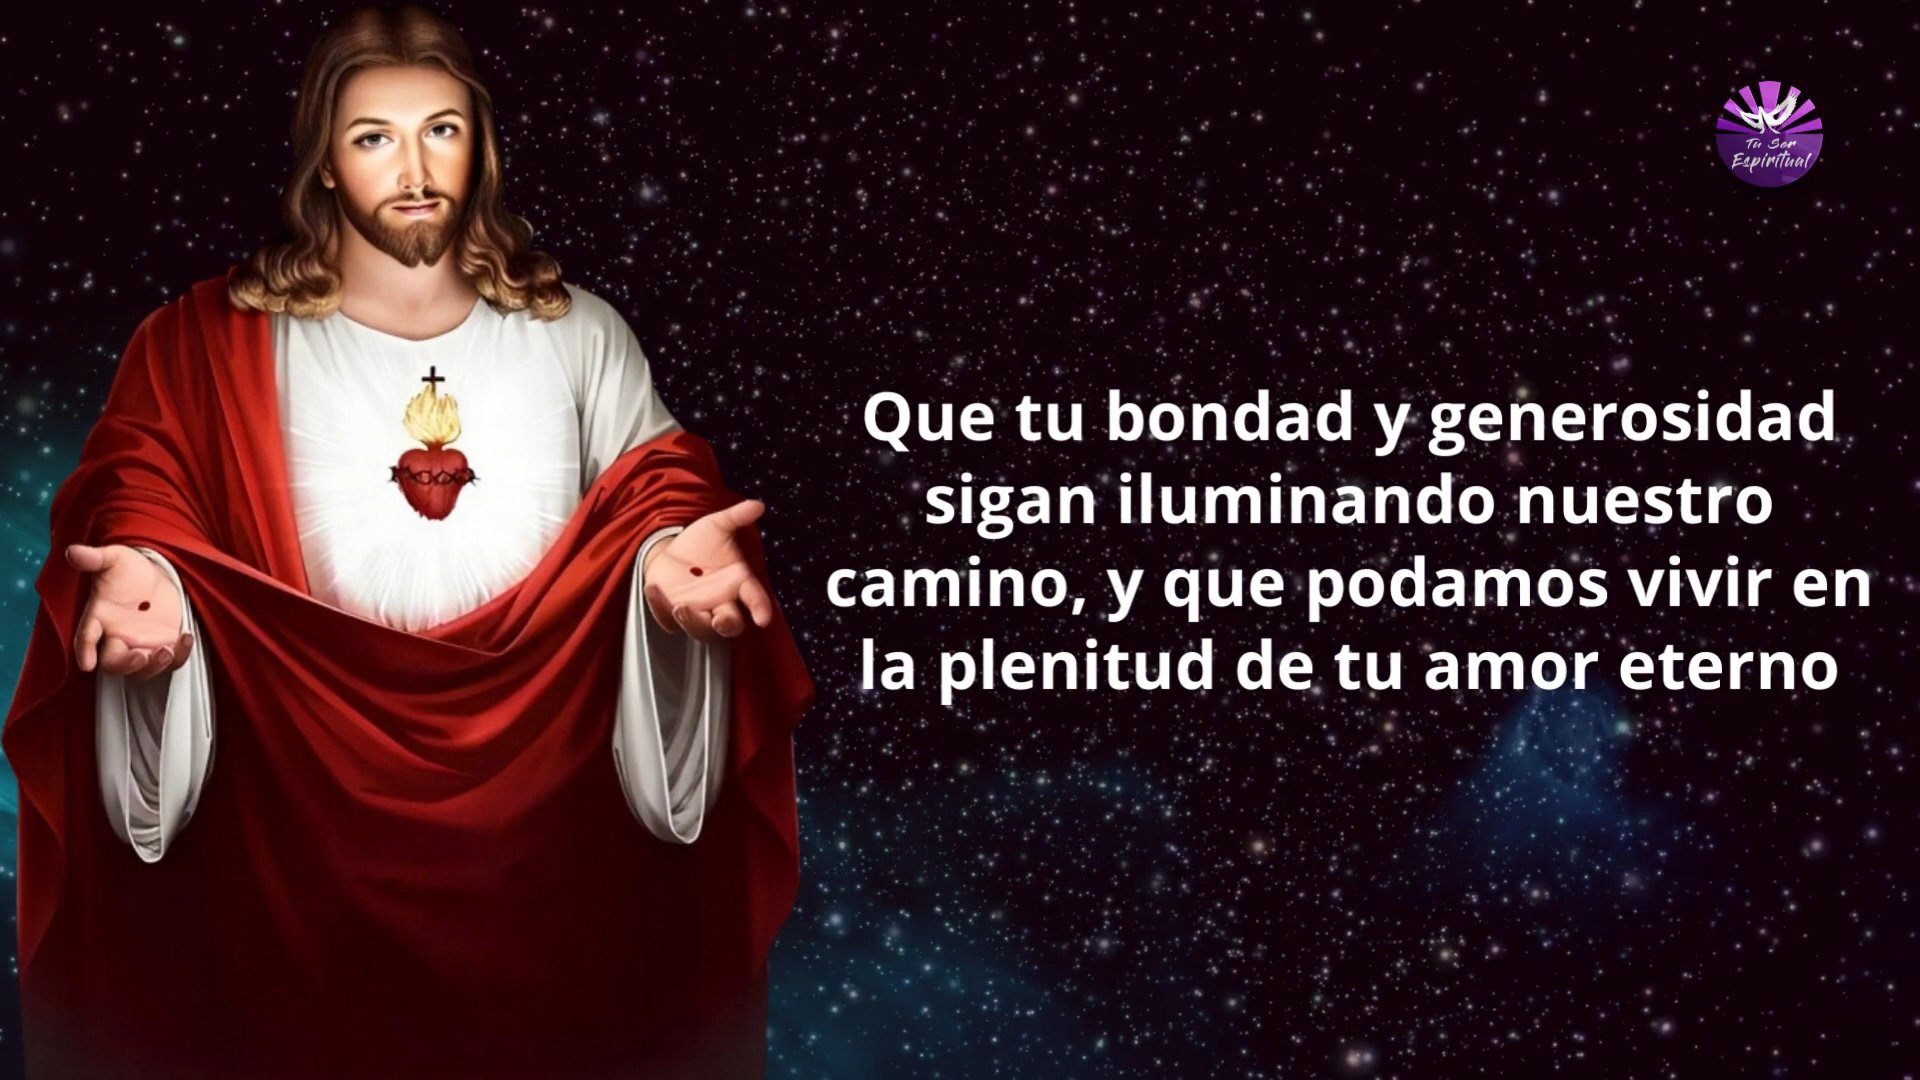 Tu Ser
Espiritual
Que tu bondad y generosidad
sigan iluminando nuestro
camino, y que podamos vivir en
la plenitud de tu amor eterno